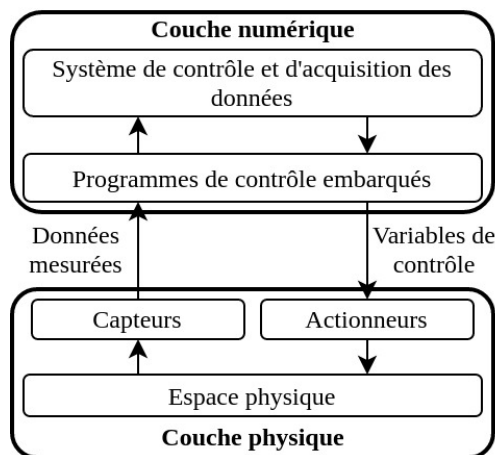 Couche numérique
Système de contrôle et d'acquisition des
données
Programmes de contrôle embarqués
Données
mesurées
Variables de
contrôle
Capteurs
Actionneurs
Espace physique
Couche physique